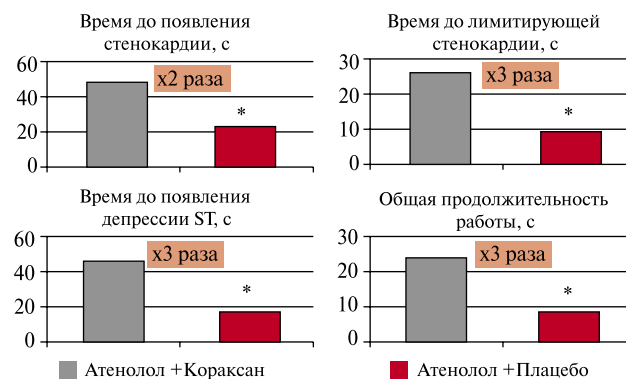 Время до появления
стенокардии, с
60
40
20
0
x2 раза
*
Время до лимитирующей
стенокардии, с
30
20
10
0
x3 раза
*
Время до появления
депрессии ST, с
60
40
20
0
x3 раза
*
Общая продолжительность
работы, с
30
20
10
0
x3 раза
*
Атенолол +Кораксан
Атенолол +Плацебо